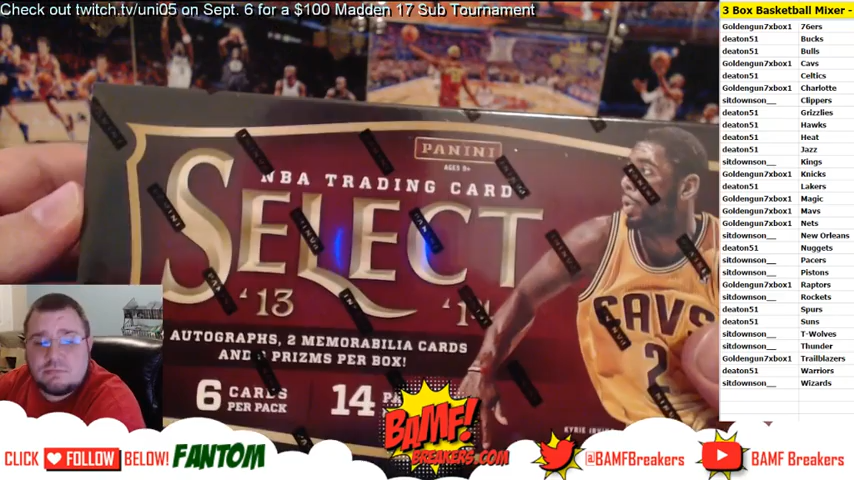 Check out twitch.tv/uni05 on Sept. 6 for a $100 Madden 17 Sub Tournament
3 Box Basketball Mixer -
Goldengun7xbox1 76ers
deaton51 Bucks
deaton51 Bulls
Goldengun7xbox1 Cavs
deaton51 Celtics
Goldengun7xbox1 Charlotte
sitdownson__ Clippers
deaton51 Grizzlies
deaton51 Hawks
deaton51 Heat
deaton51 Jazz
sitdownson__ Kings
Goldengun7xbox1 Knicks
deaton51 Lakers
Goldengun7xbox1 Magic
Goldengun7xbox1 Mavs
Goldengun7xbox1 Nets
sitdownson__ New Orleans
deaton51 Nuggets
sitdownson__ Pacers
sitdownson__ Pistons
Goldengun7xbox1 Raptors
sitdownson__ Rockets
deaton51 Spurs
deaton51 Suns
sitdownson__ T-Wolves
sitdownson__ Thunder
Goldengun7xbox1 Trailblazers
deaton51 Warriors
sitdownson__ Wizards
PANINI
AGES 9+
NBA TRADING CARD
SELECT
'13
AUTOGRAPHS, 2 MEMORABILIA CARDS
AND PRIZMS PER BOX!
6 CARDS
PER PACK
14
CAVS
2
KYRIE
CLICK FOLLOW BELOW! FANTOM
BAMF!
BREAKERS.COM
@BAMFBreakers
BAMF Breakers